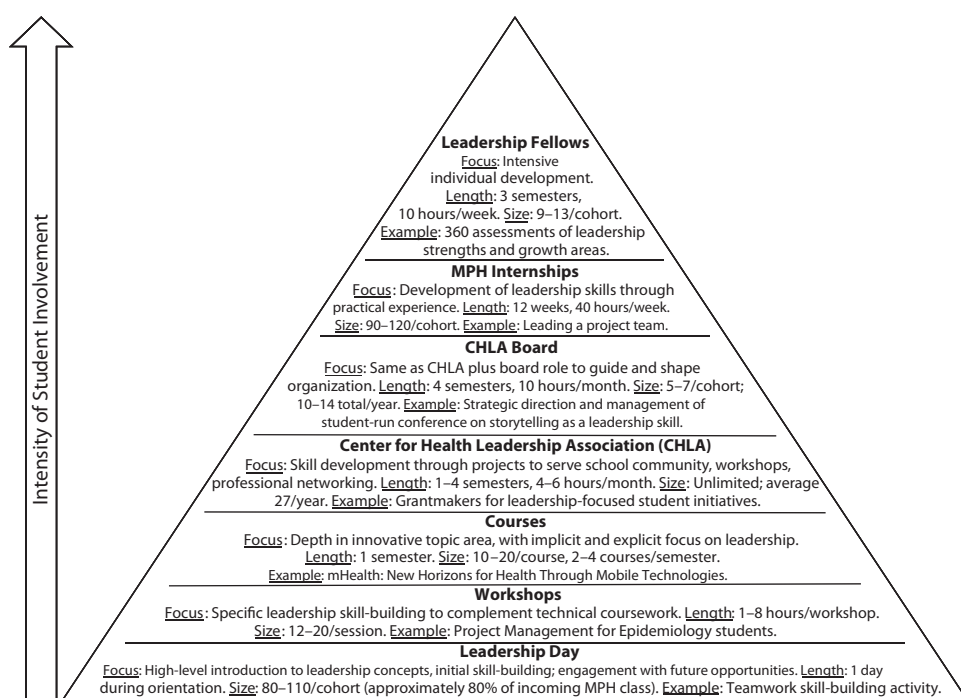 Intensity of Student Involvement
Leadership Fellows
Focus: Intensive
individual development.
Length: 3 semesters,
10 hours/week. Size: 9–13/cohort.
Example: 360 assessments of leadership
strengths and growth areas.
MPH Internships
Focus: Development of leadership skills through
practical experience. Length: 12 weeks, 40 hours/week.
Size: 90–120/cohort. Example: Leading a project team.
CHLA Board
Focus: Same as CHLA plus board role to guide and shape
organization. Length: 4 semesters, 10 hours/month. Size: 5–7/cohort;
10–14 total/year. Example: Strategic direction and management of
student-run conference on storytelling as a leadership skill.
Center for Health Leadership Association (CHLA)
Focus: Skill development through projects to serve school community, workshops,
professional networking. Length: 1–4 semesters, 4–6 hours/month. Size: Unlimited; average
27/year. Example: Grantmakers for leadership-focused student initiatives.
Courses
Focus: Depth in innovative topic area, with implicit and explicit focus on leadership.
Length: 1 semester. Size: 10–20/course, 2–4 courses/semester.
Example: mHealth: New Horizons for Health Through Mobile Technologies.
Workshops
Focus: Specific leadership skill-building to complement technical coursework. Length: 1–8 hours/workshop.
Size: 12–20/session. Example: Project Management for Epidemiology students.
Leadership Day
Focus: High-level introduction to leadership concepts, initial skill-building; engagement with future opportunities. Length: 1 day
during orientation. Size: 80–110/cohort (approximately 80% of incoming MPH class). Example: Teamwork skill-building activity.